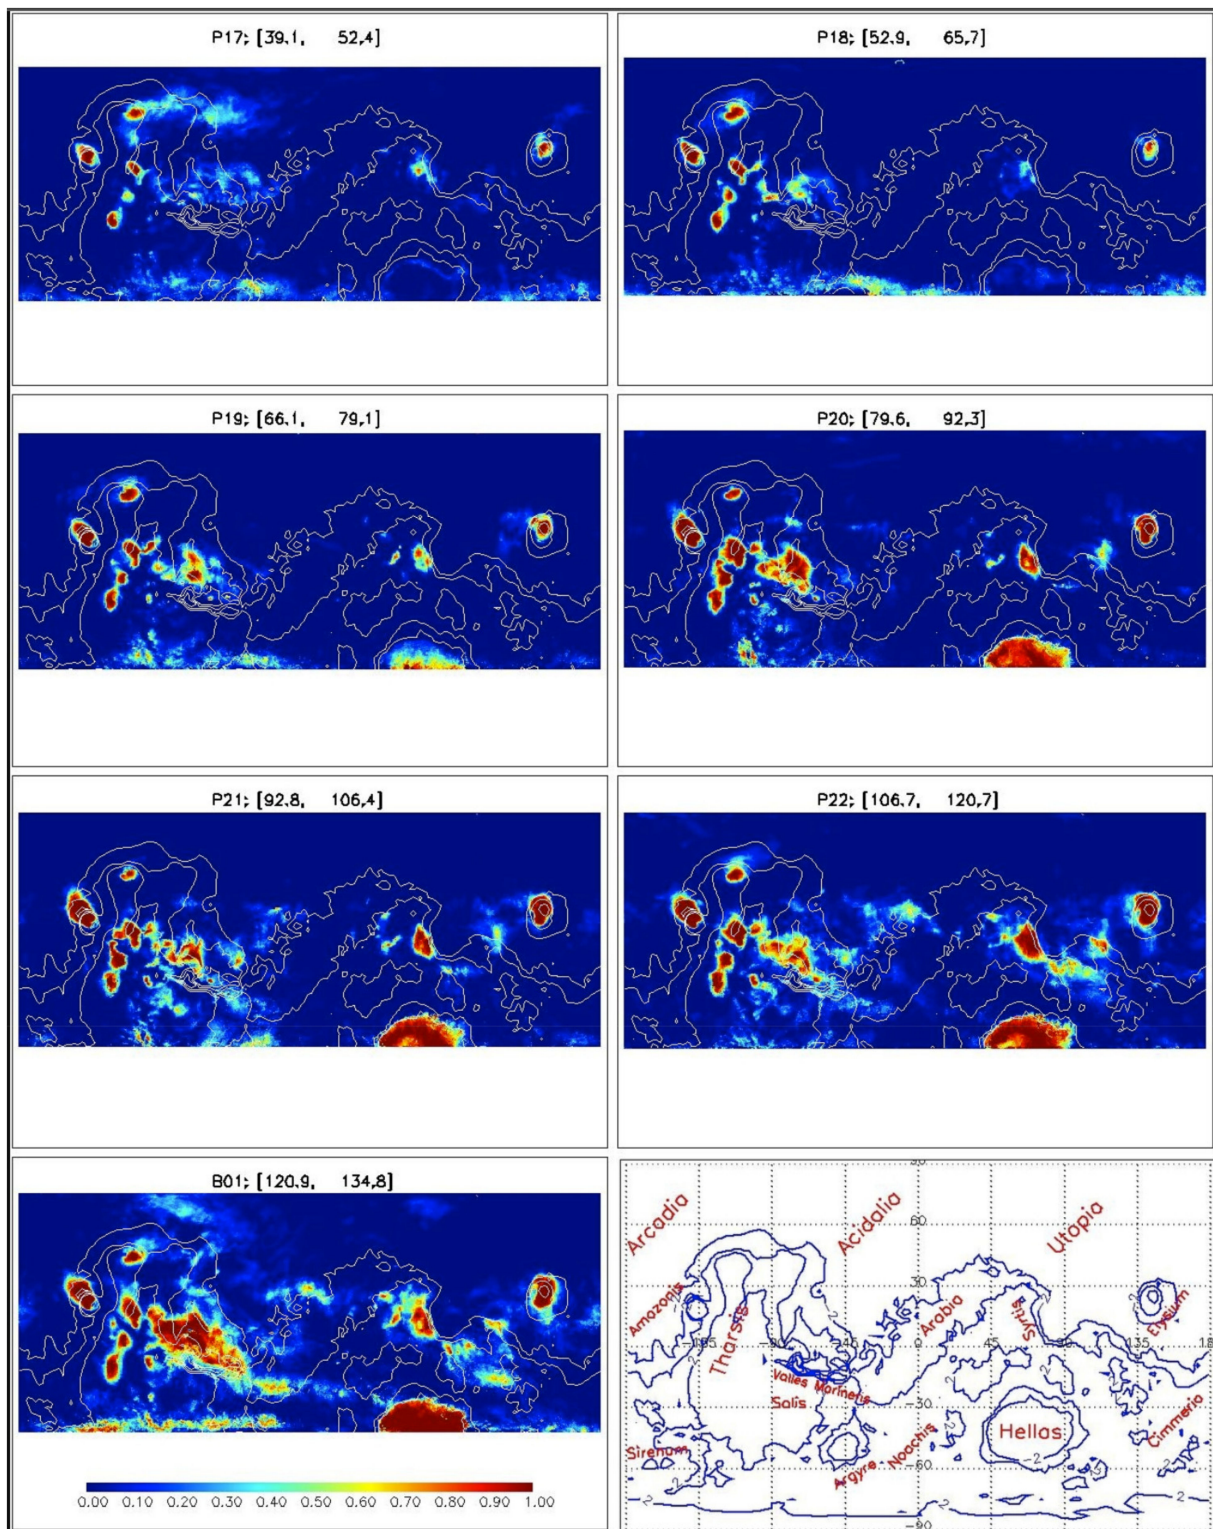 P17; [39.1, 52.4]
P18; [52.9, 65.7]
P19; [66.1, 79.1]
P20; [79.6, 92.3]
P21; [92.8, 106.4]
P22; [106.7, 120.7]
B01; [120.9, 134.8]
0.00 0.10 0.20 0.30 0.40 0.50 0.60 0.70 0.80 0.90 1.00
Arcadia
Acidalia
Utopia
60
30
Amazonis
Tharsis
Arabia
Syrtis
Elysium
0
45
135
Valles Marineris
Solis
-30
Sirenum
Argyre
Noachis
Hellas
Cimmeria
-60
-2
-90